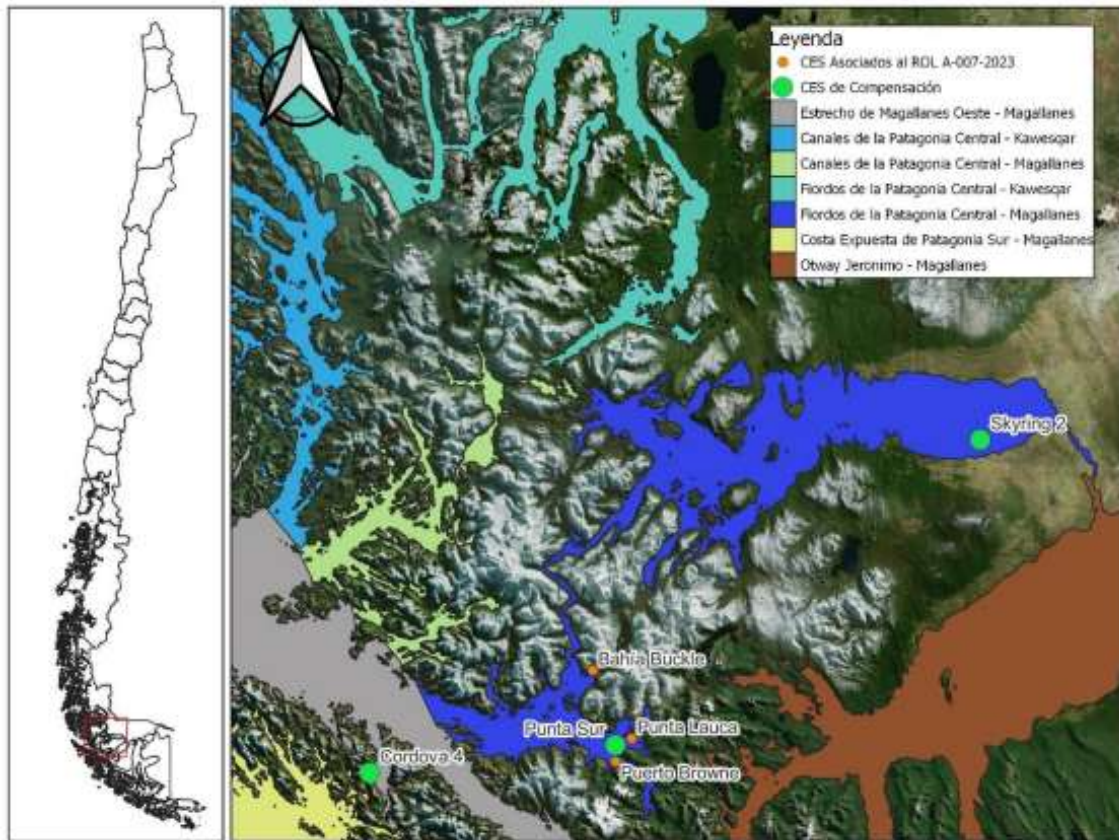 Leyenda
CES Asociados al ROL A-007-2023
CES de Compensación
Estrecho de Magallanes Oeste - Magallanes
Canales de la Patagonia Central - Kawesqar
Canales de la Patagonia Central - Magallanes
Fiordos de la Patagonia Central - Kawesqar
Fiordos de la Patagonia Central - Magallanes
Costa Expuesta de Patagonia Sur - Magallanes
Otway Jeronimo - Magallanes
Skyring 2
Bahía Buckle
Punta Sur
Punta Lauca
Cordova 4
Puerto Browne